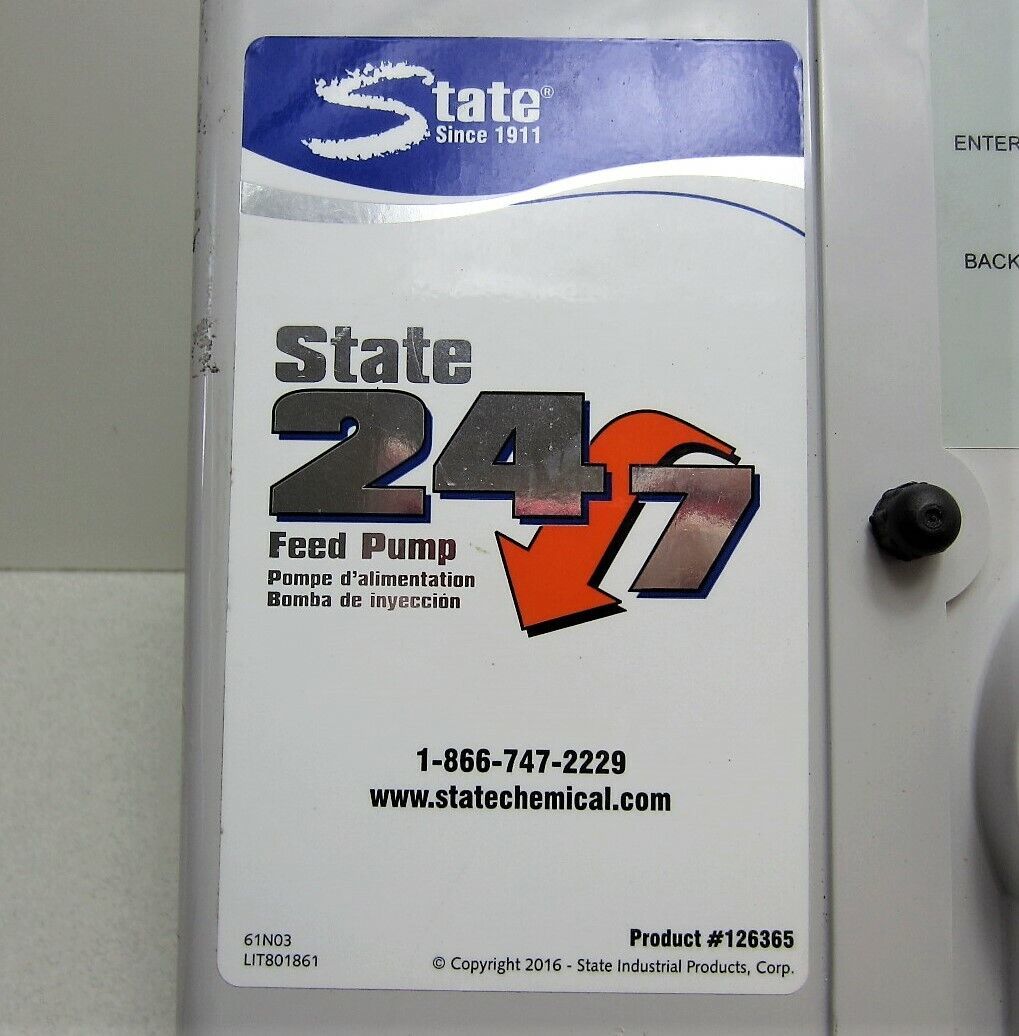 State®
Since 1911
ENTER
BACK
State
24 7
Feed Pump
Pompe d'alimentation
Bomba de inyección
1-866-747-2229
www.statechemical.com
61N03
LIT801861
Product #126365
© Copyright 2016 - State Industrial Products, Corp.